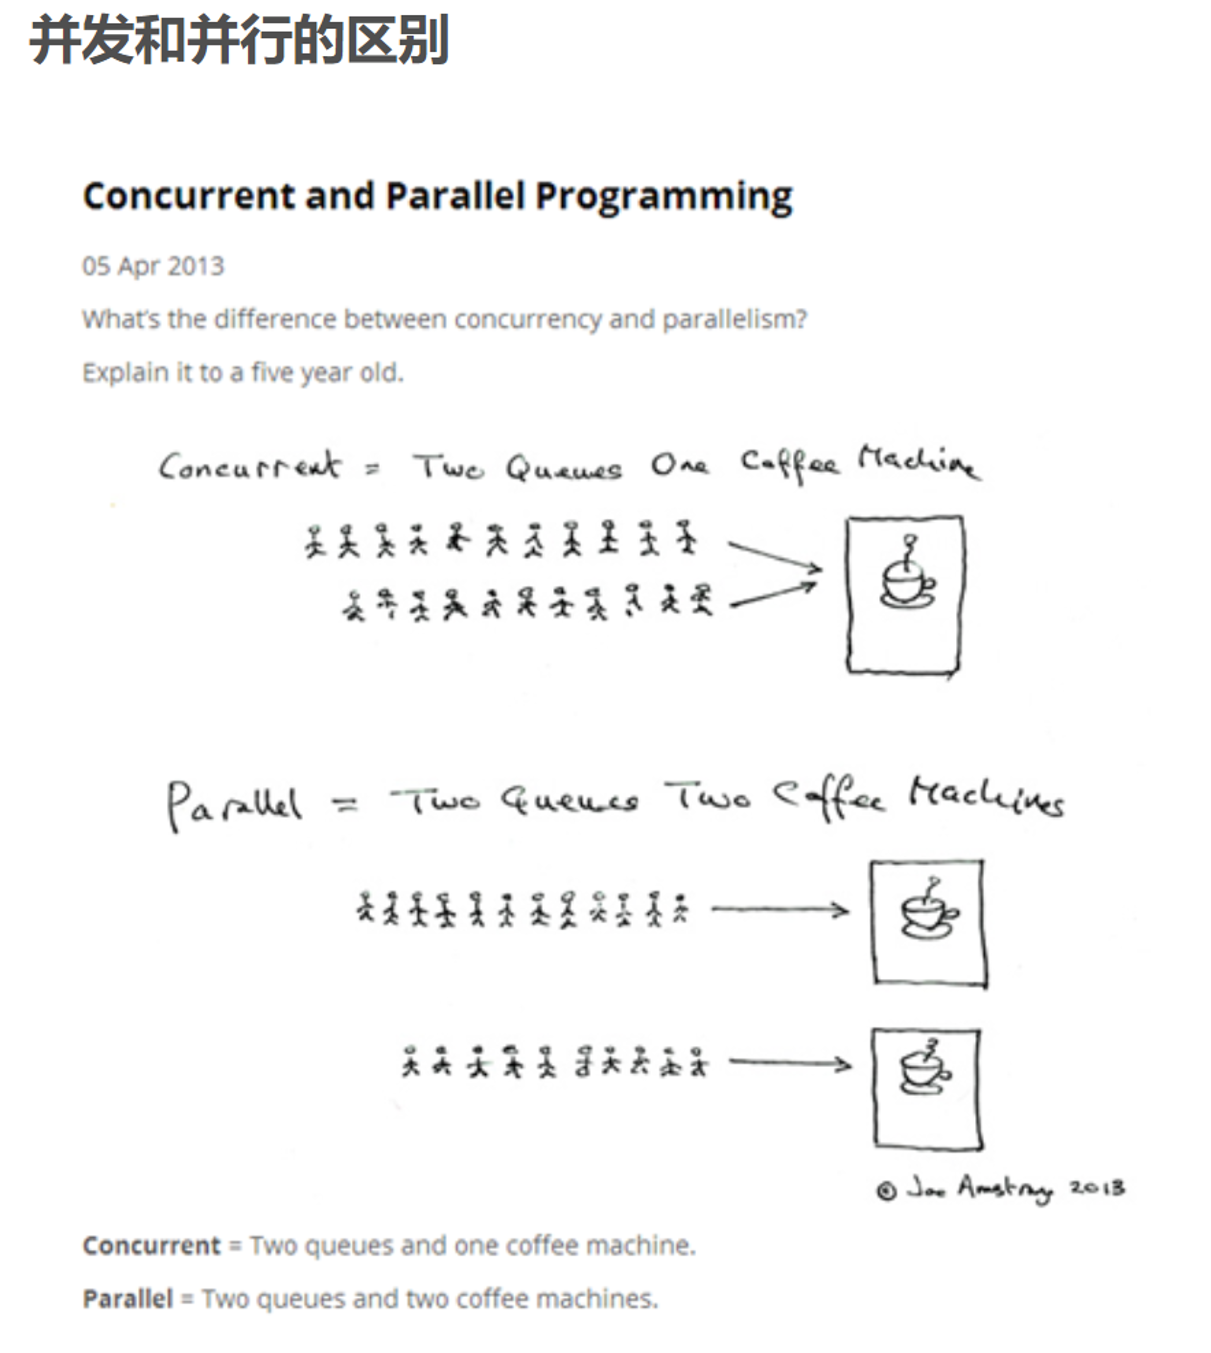 并发和并行的区别
Concurrent and Parallel Programming
05 Apr 2013
What's the difference between concurrency and parallelism?
Explain it to a five year old.
Concurrent = Two Queues One Coffee Machine
Parallel = Two Queues Two Coffee Machines
© Joe Armstrong 2013
Concurrent = Two queues and one coffee machine.
Parallel = Two queues and two coffee machines.